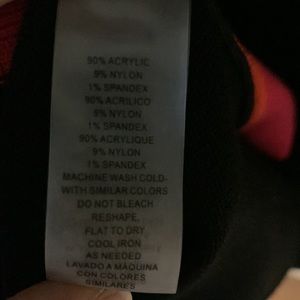 90% ACRYLIC
9% NYLON
1% SPANDEX
90% ACRILICO
9% NYLON
1% SPANDEX
90% ACRYLIQUE
9% NYLON
1% SPANDEX
MACHINE WASH COLD-
WITH SIMILAR COLORS
DO NOT BLEACH
RESHAPE,
FLAT TO DRY
COOL IRON
AS NEEDED
LAVADO A MÁQUINA
CON COLORES
SIMILARES